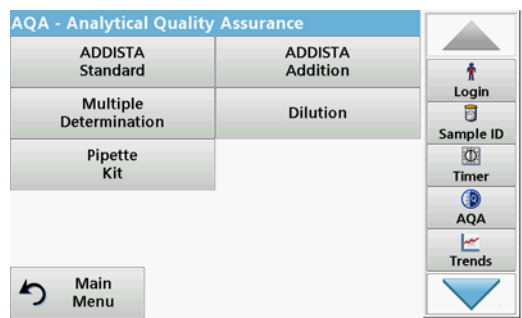 AQA - Analytical Quality Assurance
ADDISTA
Standard
ADDISTA
Addition
Multiple
Determination
Dilution
Pipette
Kit
Main
Menu
Login
Sample ID
Timer
AQA
Trends